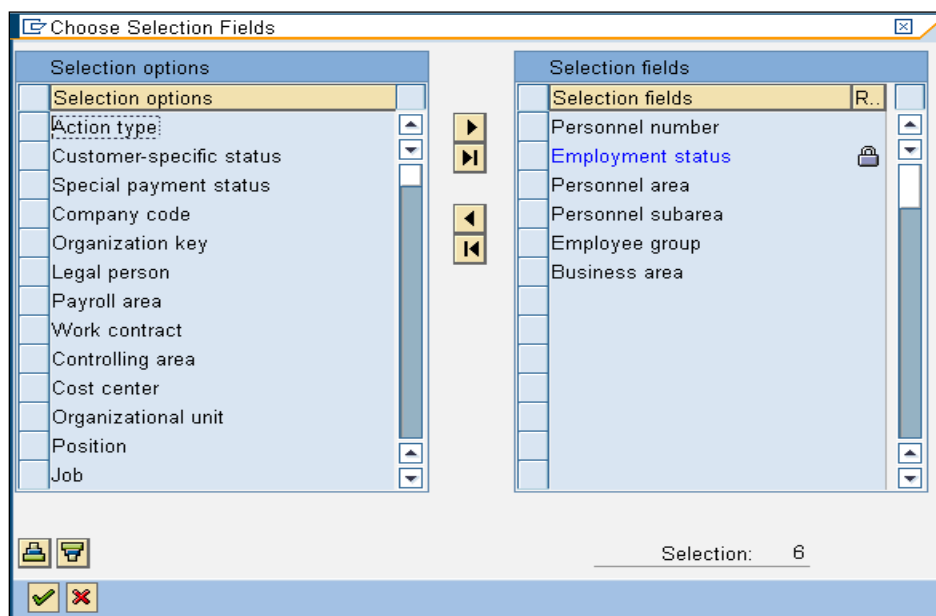 Choose Selection Fields
Selection options
Selection options
Action type
Customer-specific status
Special payment status
Company code
Organization key
Legal person
Payroll area
Work contract
Controlling area
Cost center
Organizational unit
Position
Job
Selection fields
Selection fields R..
Personnel number
Employment status
Personnel area
Personnel subarea
Employee group
Business area
Selection: 6